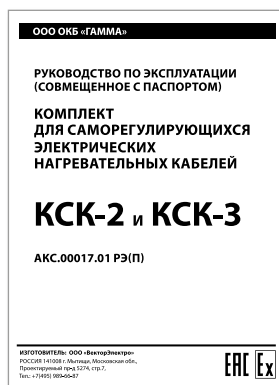 ООО ОКБ «ГАММА»
РУКОВОДСТВО ПО ЭКСПЛУАТАЦИИ
(СОВМЕЩЕННОЕ С ПАСПОРТОМ)
КОМПЛЕКТ
ДЛЯ САМОРЕГУЛИРУЮЩИХСЯ
ЭЛЕКТРИЧЕСКИХ
НАГРЕВАТЕЛЬНЫХ КАБЕЛЕЙ
КСК-2 и КСК-3
АКС.00017.01 РЭ(П)
ИЗГОТОВИТЕЛЬ: ООО «ВекторЭлектро»
РОССИЯ 141008 г. Мытищи, Московская обл.,
Проектируемый пр-д 5274, стр.7,
Тел.: +7(495) 989-66-87
ЕАС Ex